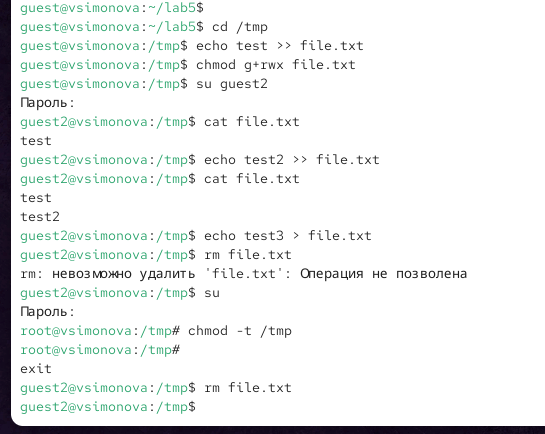 guest@vsimonova:~/lab5$
guest@vsimonova:~/lab5$ cd /tmp
guest@vsimonova:/tmp$ echo test >> file.txt
guest@vsimonova:/tmp$ chmod g+rwx file.txt
guest@vsimonova:/tmp$ su guest2
Пароль:
guest2@vsimonova:/tmp$ cat file.txt
test
guest2@vsimonova:/tmp$ echo test2 >> file.txt
guest2@vsimonova:/tmp$ cat file.txt
test
test2
guest2@vsimonova:/tmp$ echo test3 > file.txt
guest2@vsimonova:/tmp$ rm file.txt
rm: невозможно удалить 'file.txt': Операция не позволена
guest2@vsimonova:/tmp$ su
Пароль:
root@vsimonova:/tmp# chmod -t /tmp
root@vsimonova:/tmp#
exit
guest2@vsimonova:/tmp$ rm file.txt
guest2@vsimonova:/tmp$